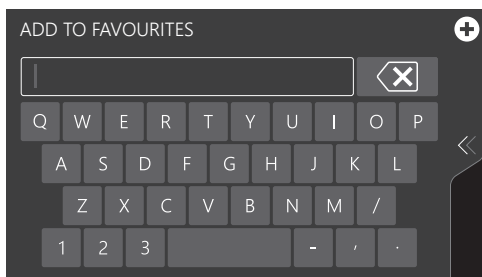 ADD TO FAVOURITES
Q W E R T Y U I O P
A S D F G H J K L
Z X C V B N M /
1 2 3 - , .